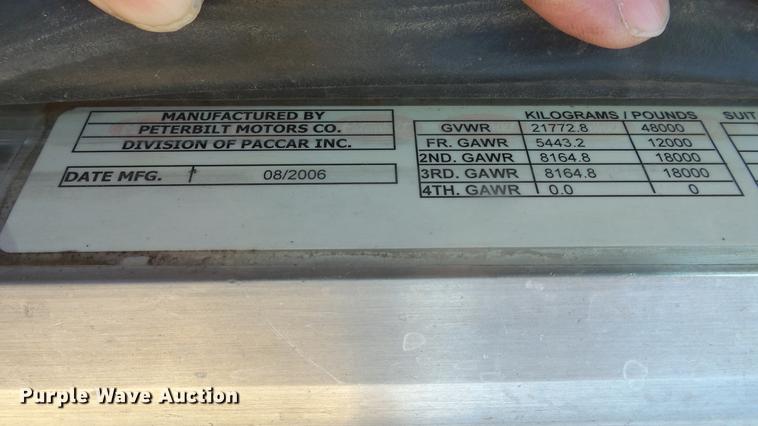 MANUFACTURED BY
PETERBILT MOTORS CO.
DIVISION OF PACCAR INC.
DATE MFG. 08/2006
KILOGRAMS / POUNDS
GVWR 21772.8 48000
FR. GAWR 5443.2 12000
2ND. GAWR 8164.8 18000
3RD. GAWR 8164.8 18000
4TH. GAWR 0.0 0
SUIT
Purple Wave Auction